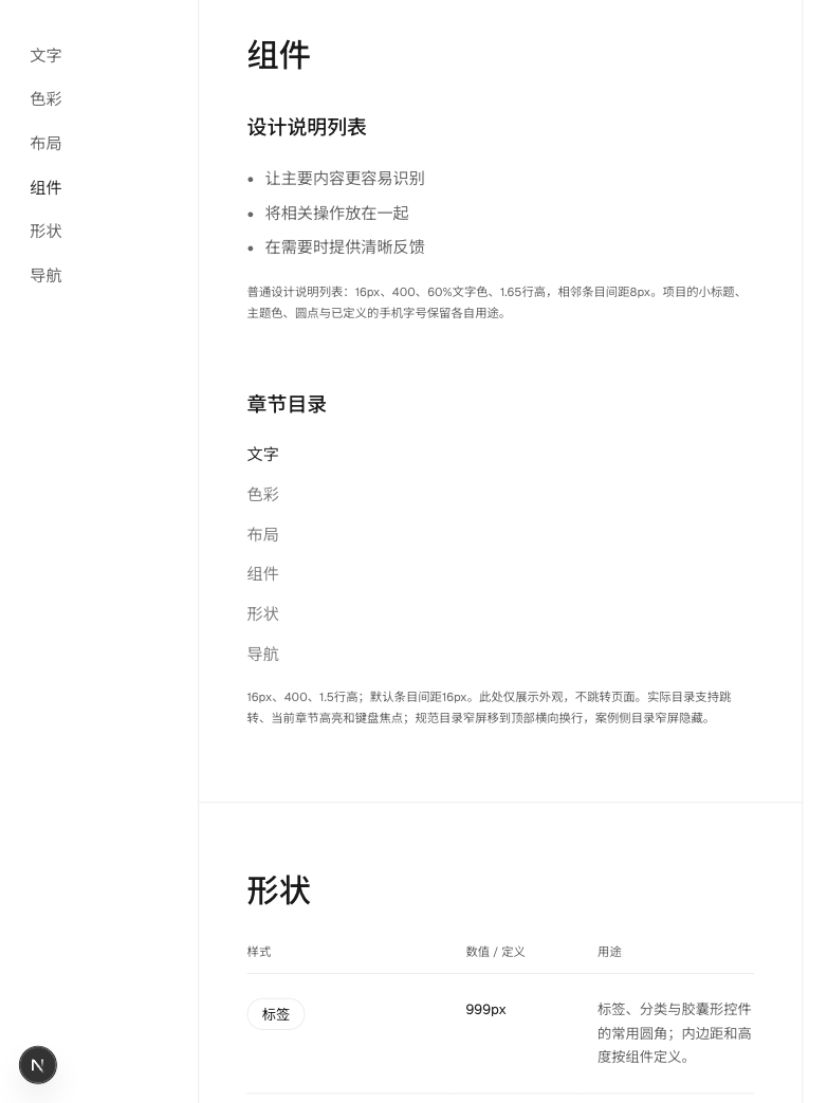 文字
色彩
布局
组件
形状
导航
组件
设计说明列表
让主要内容更容易识别
将相关操作放在一起
在需要时提供清晰反馈
普通设计说明列表：16px、400、60%文字色、1.65行高，相邻条目间距8px。项目的小标题、
主题色、圆点与已定义的手机字号保留各自用途。
章节目录
文字
色彩
布局
组件
形状
导航
16px、400、1.5行高；默认条目间距16px。此处仅展示外观，不跳转页面。实际目录支持跳
转、当前章节高亮和键盘焦点；规范目录窄屏移到顶部横向换行，案例侧目录窄屏隐藏。
形状
样式 数值 / 定义 用途
标签 999px 标签、分类与胶囊形控件
的常用圆角；内边距和高
度按组件定义。
N